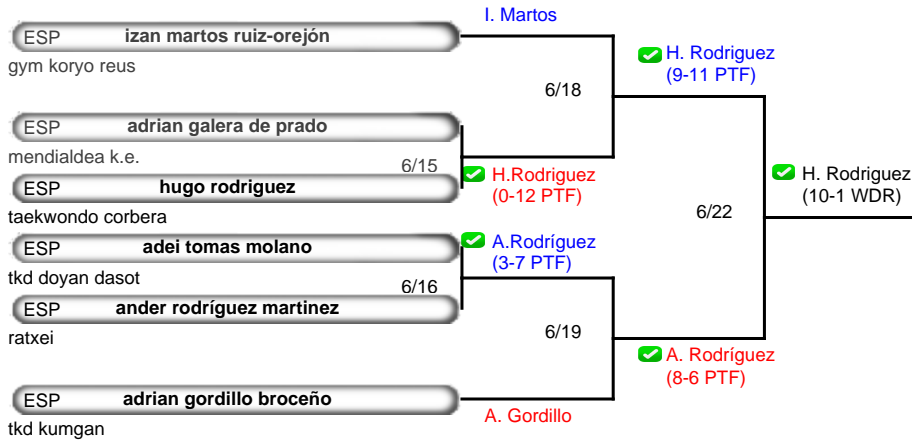 I. Martos
ESP izan martos ruiz-orejón
gym koryo reus
H. Rodriguez
(9-11 PTF)
6/18
ESP adrian galera de prado
mendialdea k.e.
6/15
H.Rodriguez
(0-12 PTF)
ESP hugo rodriguez
taekwondo corbera
H. Rodriguez
(10-1 WDR)
6/22
ESP adei tomas molano
tkd doyan dasot
A.Rodríguez
(3-7 PTF)
6/16
ESP ander rodríguez martinez
ratxei
6/19
A. Rodríguez
(8-6 PTF)
ESP adrian gordillo broceño
tkd kumgan
A. Gordillo